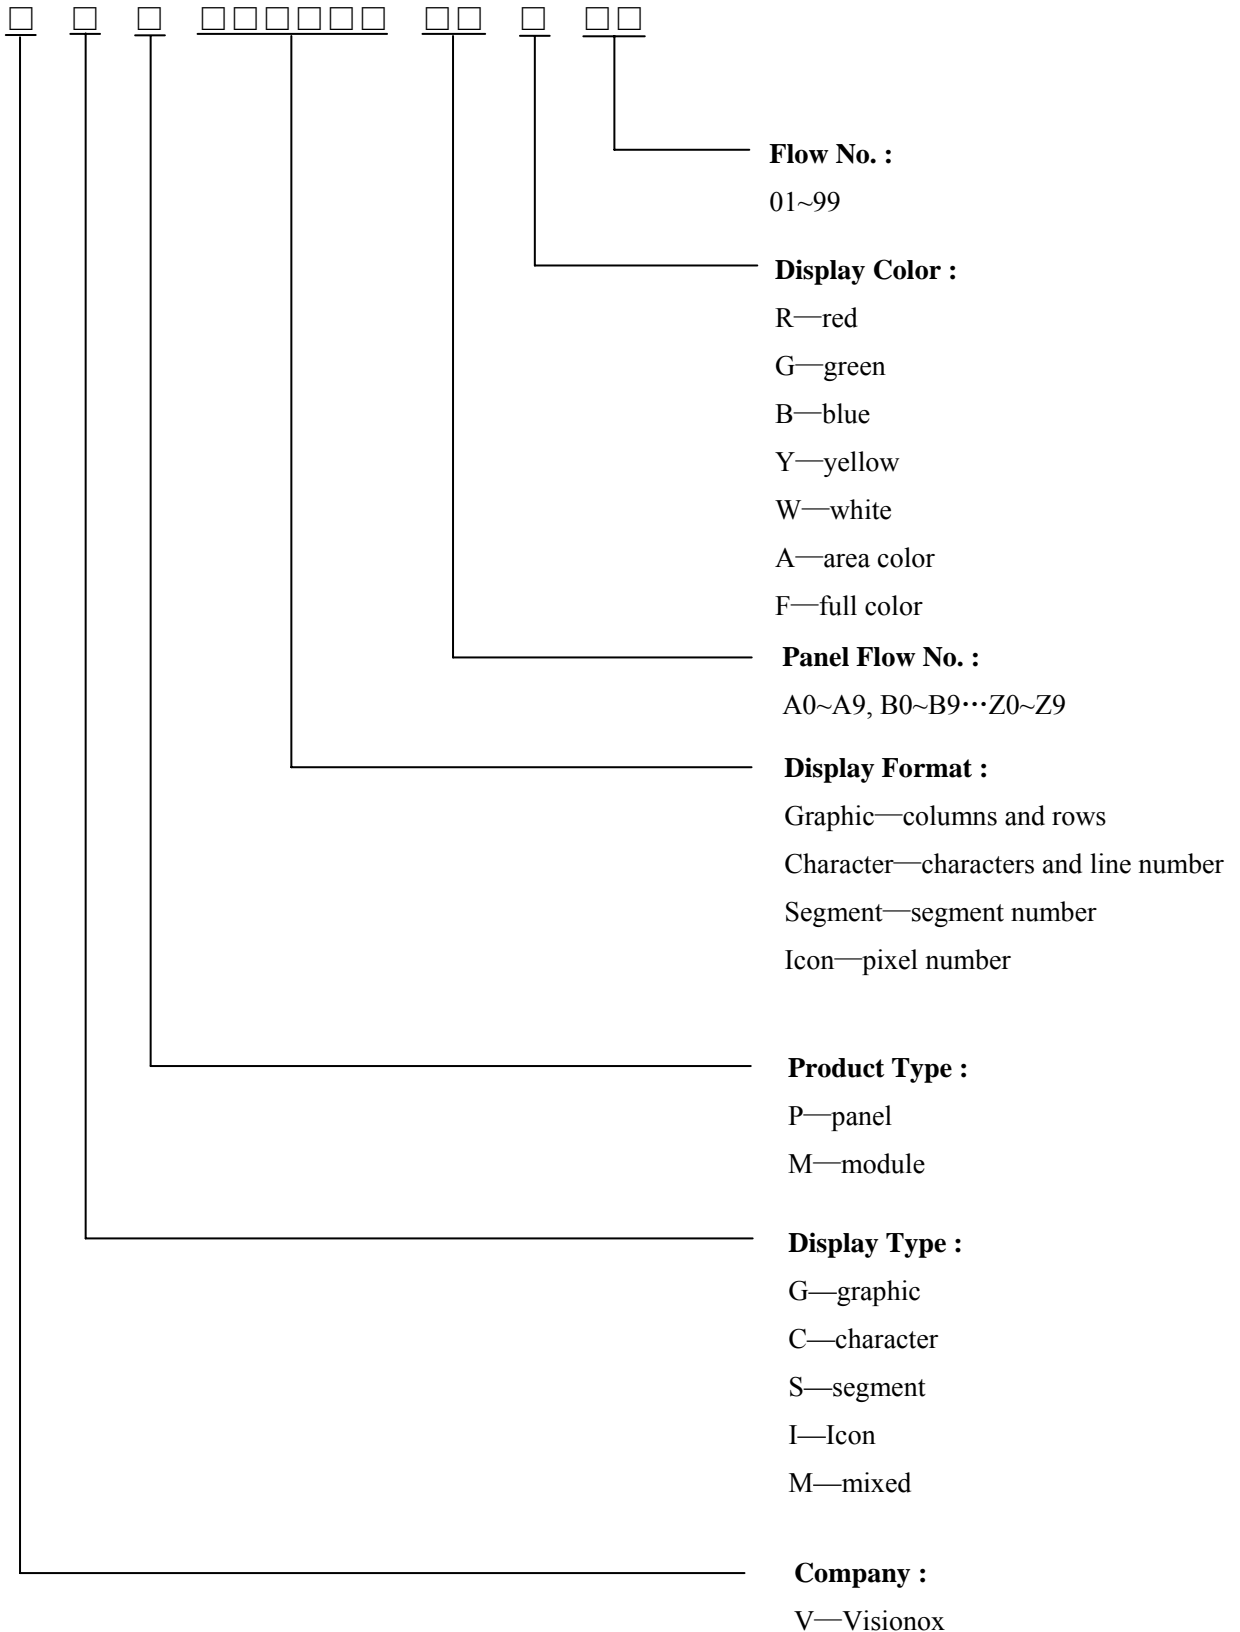 □ □ □ □□□□□□ □□ □ □□
Flow No. :
01~99
Display Color :
R—red
G—green
B—blue
Y—yellow
W—white
A—area color
F—full color
Panel Flow No. :
A0~A9, B0~B9⋯Z0~Z9
Display Format :
Graphic—columns and rows
Character—characters and line number
Segment—segment number
Icon—pixel number
Product Type :
P—panel
M—module
Display Type :
G—graphic
C—character
S—segment
I—Icon
M—mixed
Company :
V—Visionox